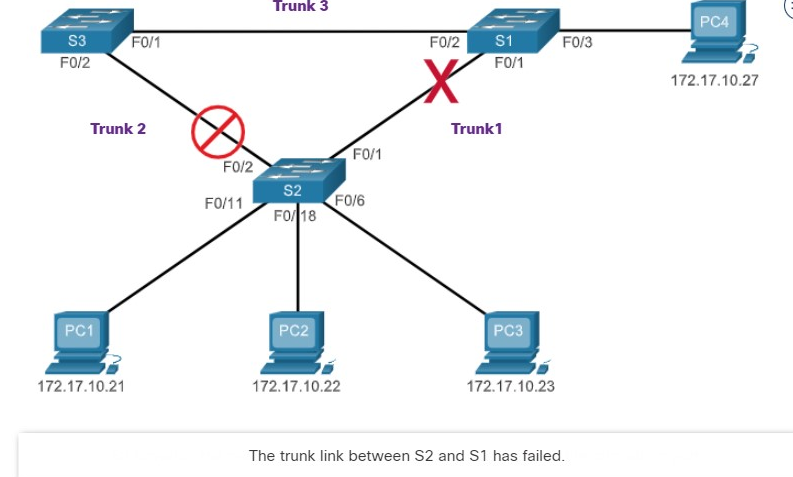 Trunk 3
S3
F0/1
F0/2
F0/2
S1
F0/1
F0/3
PC4
172.17.10.27
Trunk 2
Trunk1
F0/2
F0/1
S2
F0/11
F0/18
F0/6
PC1
PC2
PC3
172.17.10.21
172.17.10.22
172.17.10.23
The trunk link between S2 and S1 has failed.